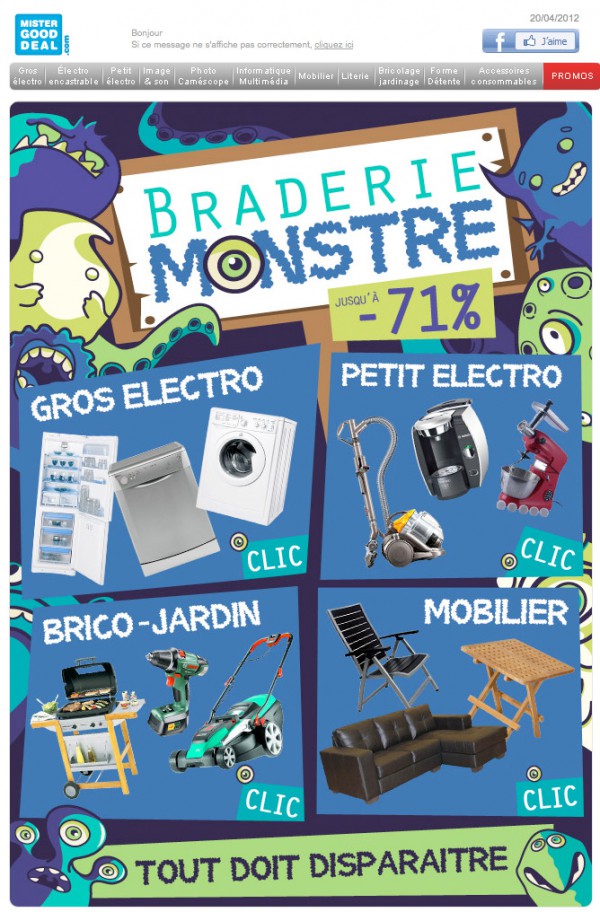 MISTER
GOOD
DEAL.com
20/04/2012
Bonjour
Si ce message ne s'affiche pas correctement, cliquez ici
f J'aime
Gros électro
Électro encastrable
Petit électro
Image & son
Photo Caméscope
Informatique Multimédia
Mobilier
Literie
Bricolage jardinage
Forme Détente
Accessoires consommables
PROMOS
BRADERIE
MONSTRE
JUSQU'À
-71%
GROS ELECTRO
CLIC
PETIT ELECTRO
CLIC
BRICO-JARDIN
CLIC
MOBILIER
CLIC
TOUT DOIT DISPARAITRE